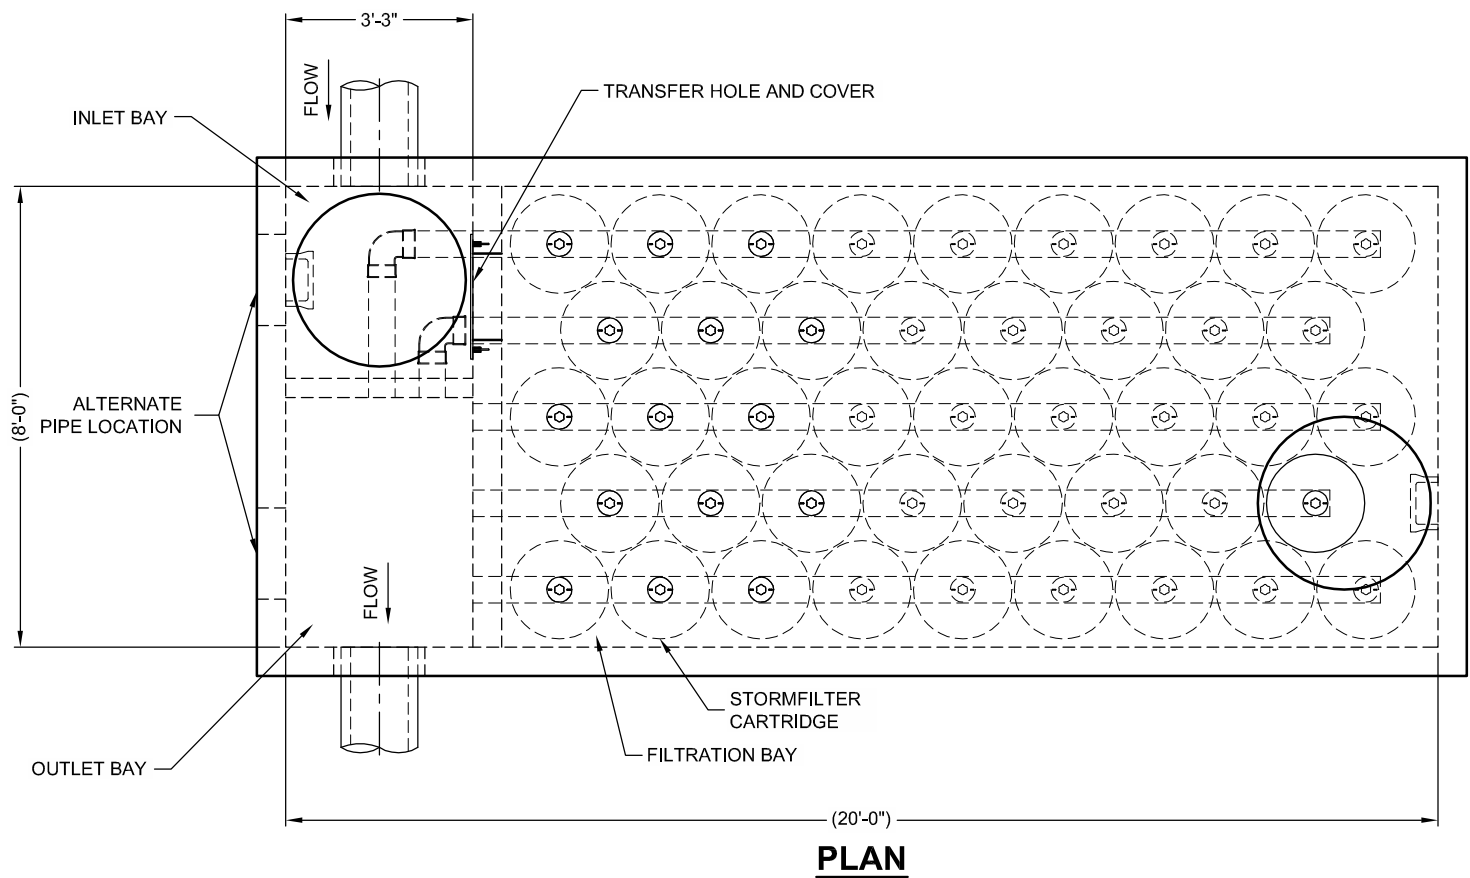 3'-3"
FLOW
TRANSFER HOLE AND COVER
INLET BAY
(8'-0")
ALTERNATE
PIPE LOCATION
FLOW
STORMFILTER
CARTRIDGE
FILTRATION BAY
OUTLET BAY
(20'-0")
PLAN